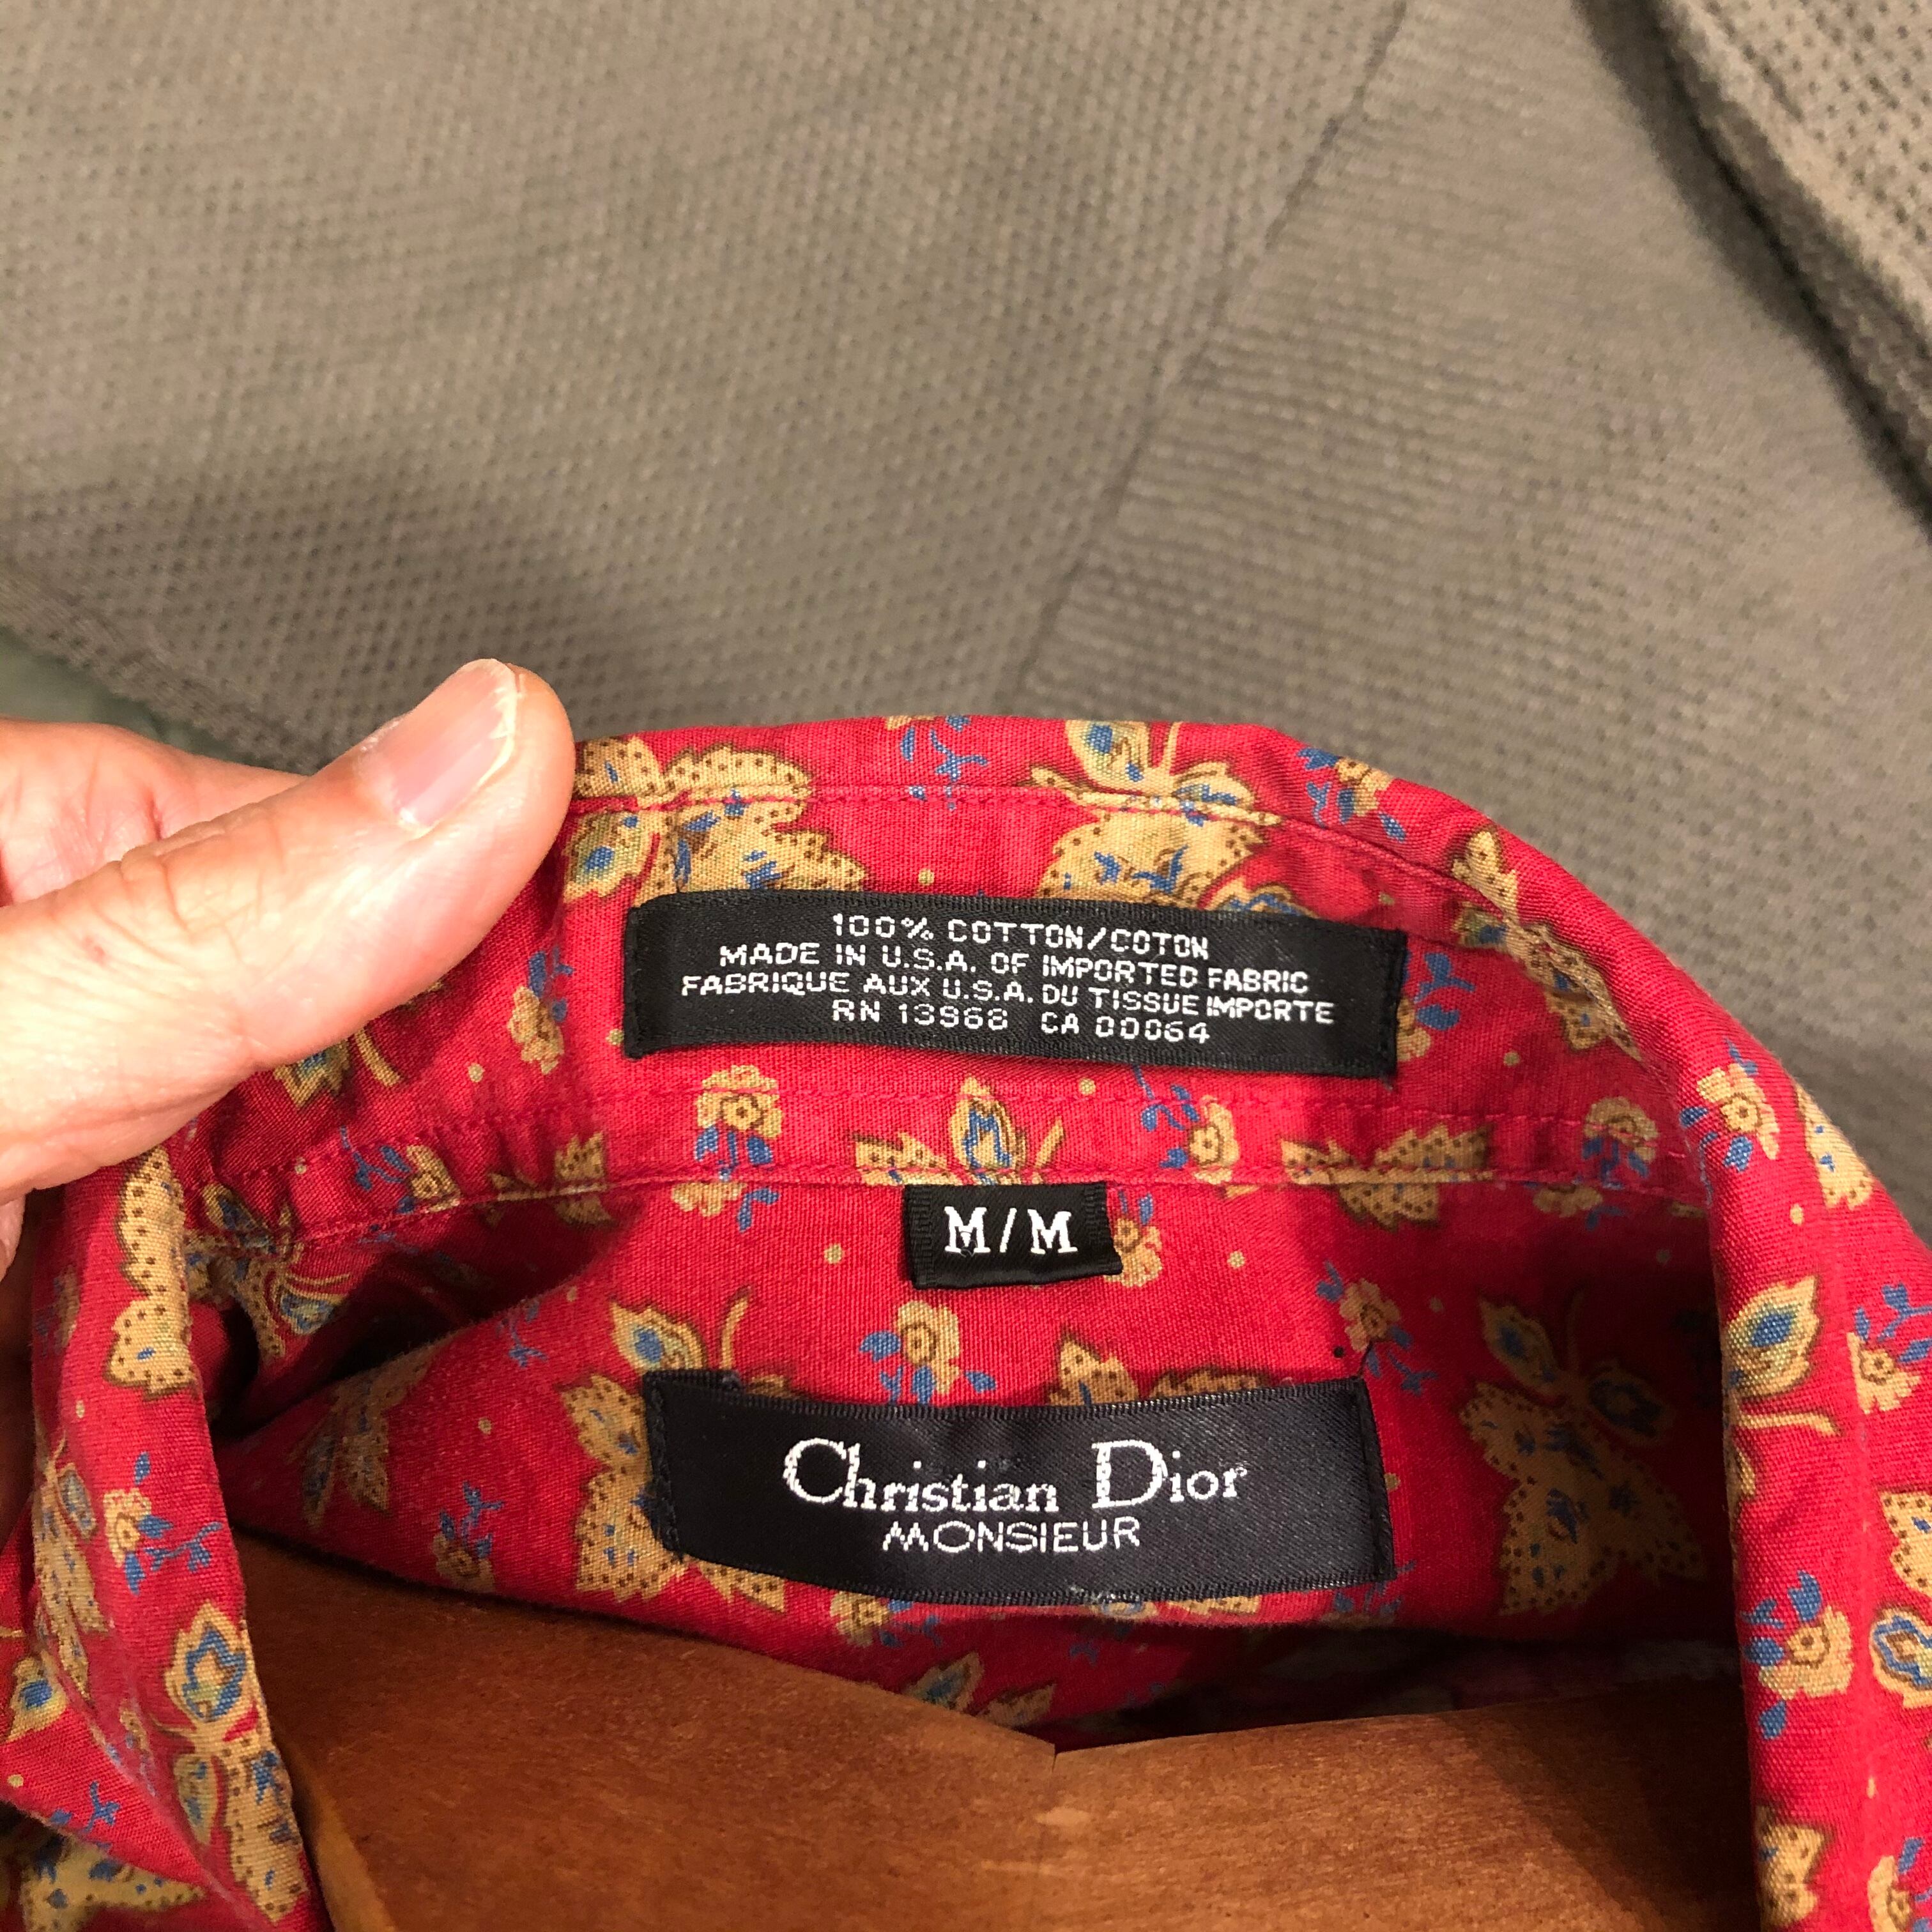 100% COTTON/COTON
MADE IN U.S.A. OF IMPORTED FABRIC
FABRIQUE AUX U.S.A. DU TISSUE IMPORTE
RN 13968 CA 00064
M/M
Christian Dior
MONSIEUR